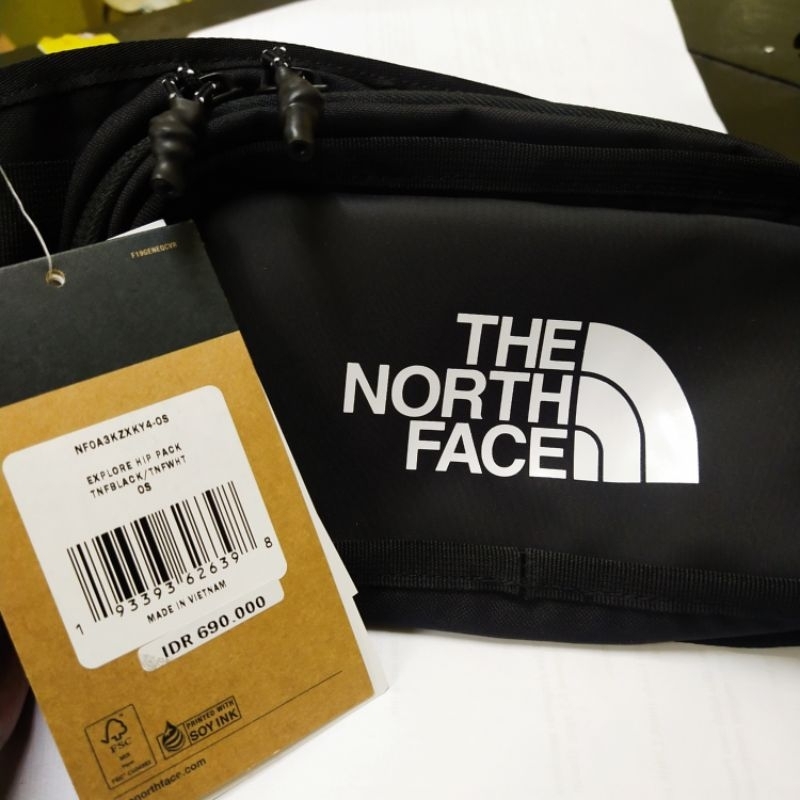 F19GENEQCVR
NF0A3KZXKY4-OS
EXPLORE HIP PACK
TNFBLACK/TNFWHT
OS
1 93393 62639 8
MADE IN VIETNAM
IDR 690.000
FSC
MIX
PRINTED WITH
SOY INK
northface.com
THE
NORTH
FACE